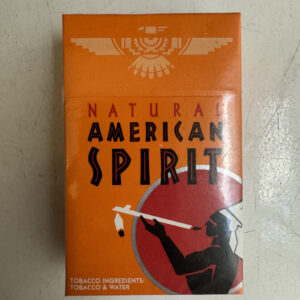 NATURAL
AMERICAN
SPIRIT
TOBACCO INGREDIENTS:
TOBACCO & WATER